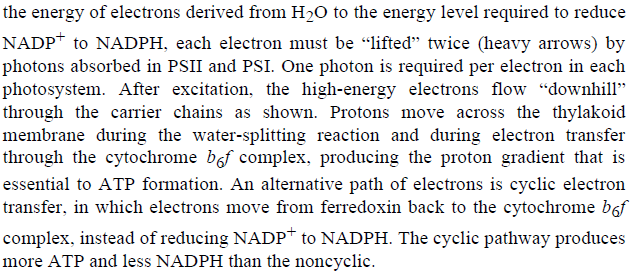 the energy of electrons derived from H₂O to the energy level required to reduce
NADP⁺ to NADPH, each electron must be “lifted” twice (heavy arrows) by
photons absorbed in PSII and PSI. One photon is required per electron in each
photosystem. After excitation, the high-energy electrons flow “downhill”
through the carrier chains as shown. Protons move across the thylakoid
membrane during the water-splitting reaction and during electron transfer
through the cytochrome b₆f complex, producing the proton gradient that is
essential to ATP formation. An alternative path of electrons is cyclic electron
transfer, in which electrons move from ferredoxin back to the cytochrome b₆f
complex, instead of reducing NADP⁺ to NADPH. The cyclic pathway produces
more ATP and less NADPH than the noncyclic.